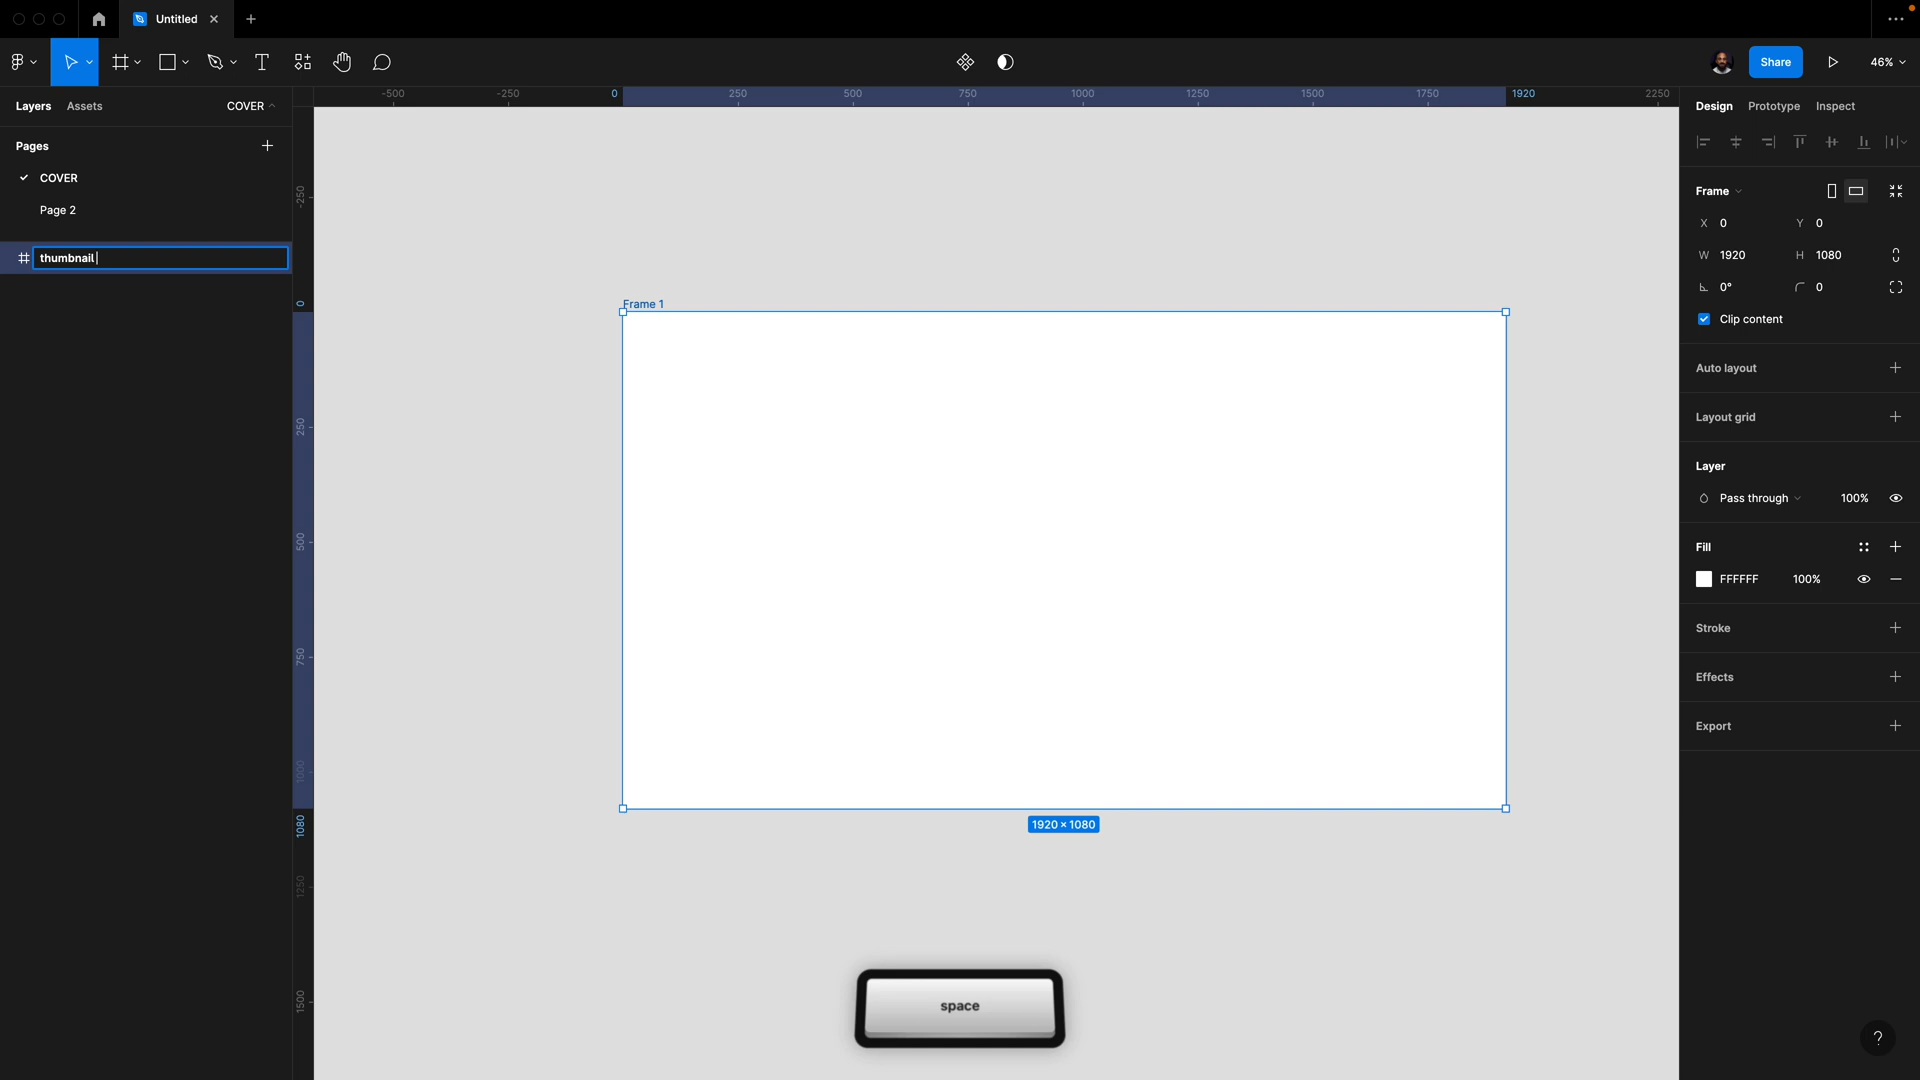 Untitled
Share
46%
Layers
Assets
COVER
Pages
COVER
Page 2
thumbnail
-500
-250
0
250
500
750
1000
1250
1500
1750
1920
2250
-250
0
250
500
750
1000
1080
1250
1500
Frame 1
1920 × 1080
space
Design
Prototype
Inspect
Frame
X 0
Y 0
W 1920
H 1080
0°
0
Clip content
Auto layout
Layout grid
Layer
Pass through
100%
Fill
FFFFFF
100%
Stroke
Effects
Export
?